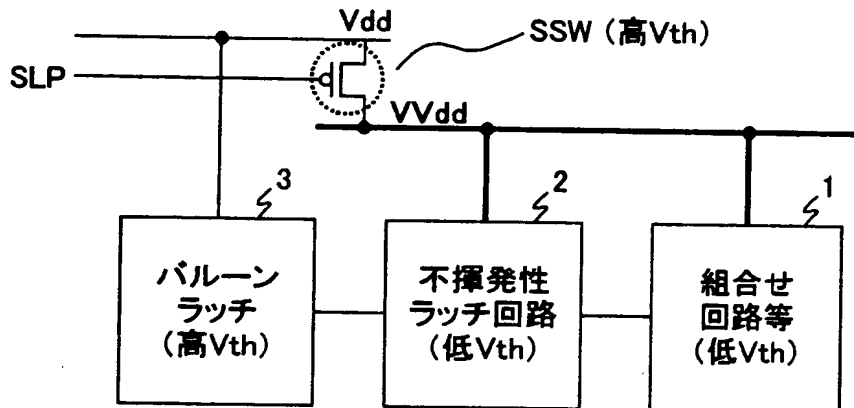 Vdd
SSW（高Vth）
SLP
VVdd
3
2
1
バルーン
ラッチ
（高Vth）
不揮発性
ラッチ回路
（低Vth）
組合せ
回路等
（低Vth）